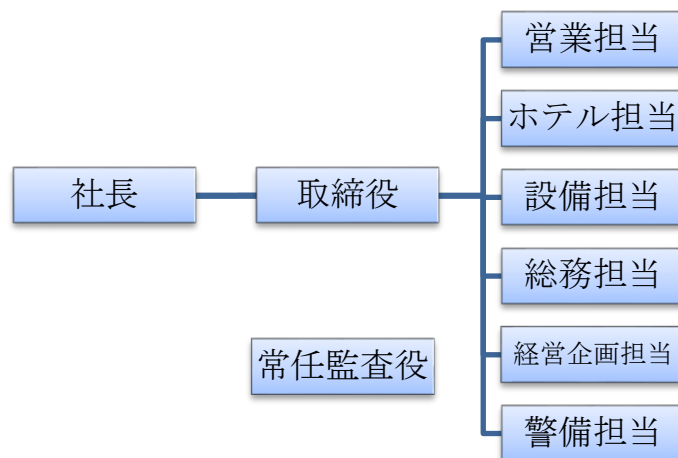 社長
取締役
常任監査役
営業担当
ホテル担当
設備担当
総務担当
経営企画担当
警備担当